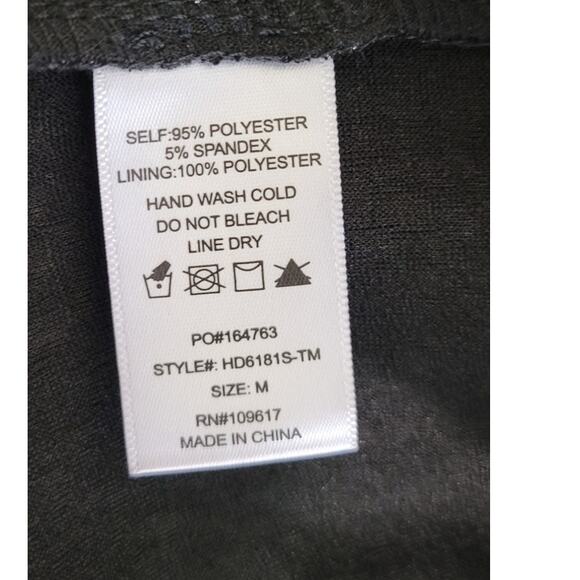 SELF:95% POLYESTER
5% SPANDEX
LINING:100% POLYESTER
HAND WASH COLD
DO NOT BLEACH
LINE DRY
PO#164763
STYLE#: HD6181S-TM
SIZE: M
RN#109617
MADE IN CHINA